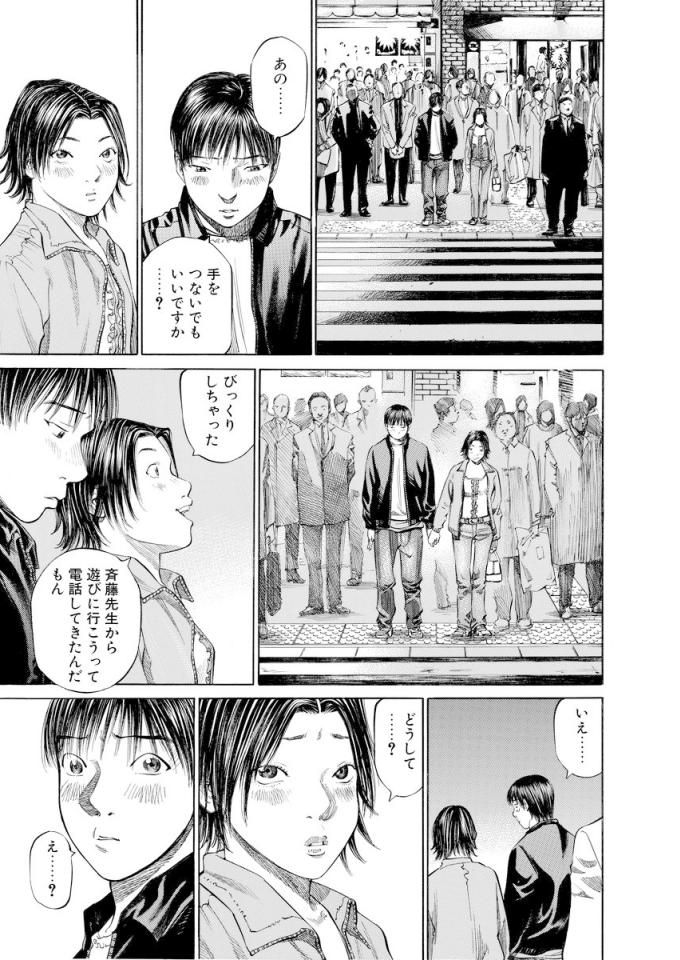 あの……
手を
つないでも
いいですか
……?
びっくり
しちゃった
斉藤先生から
遊びに行こうって
電話してきたんだ
もん
いえ……
どうして
……?
え……?